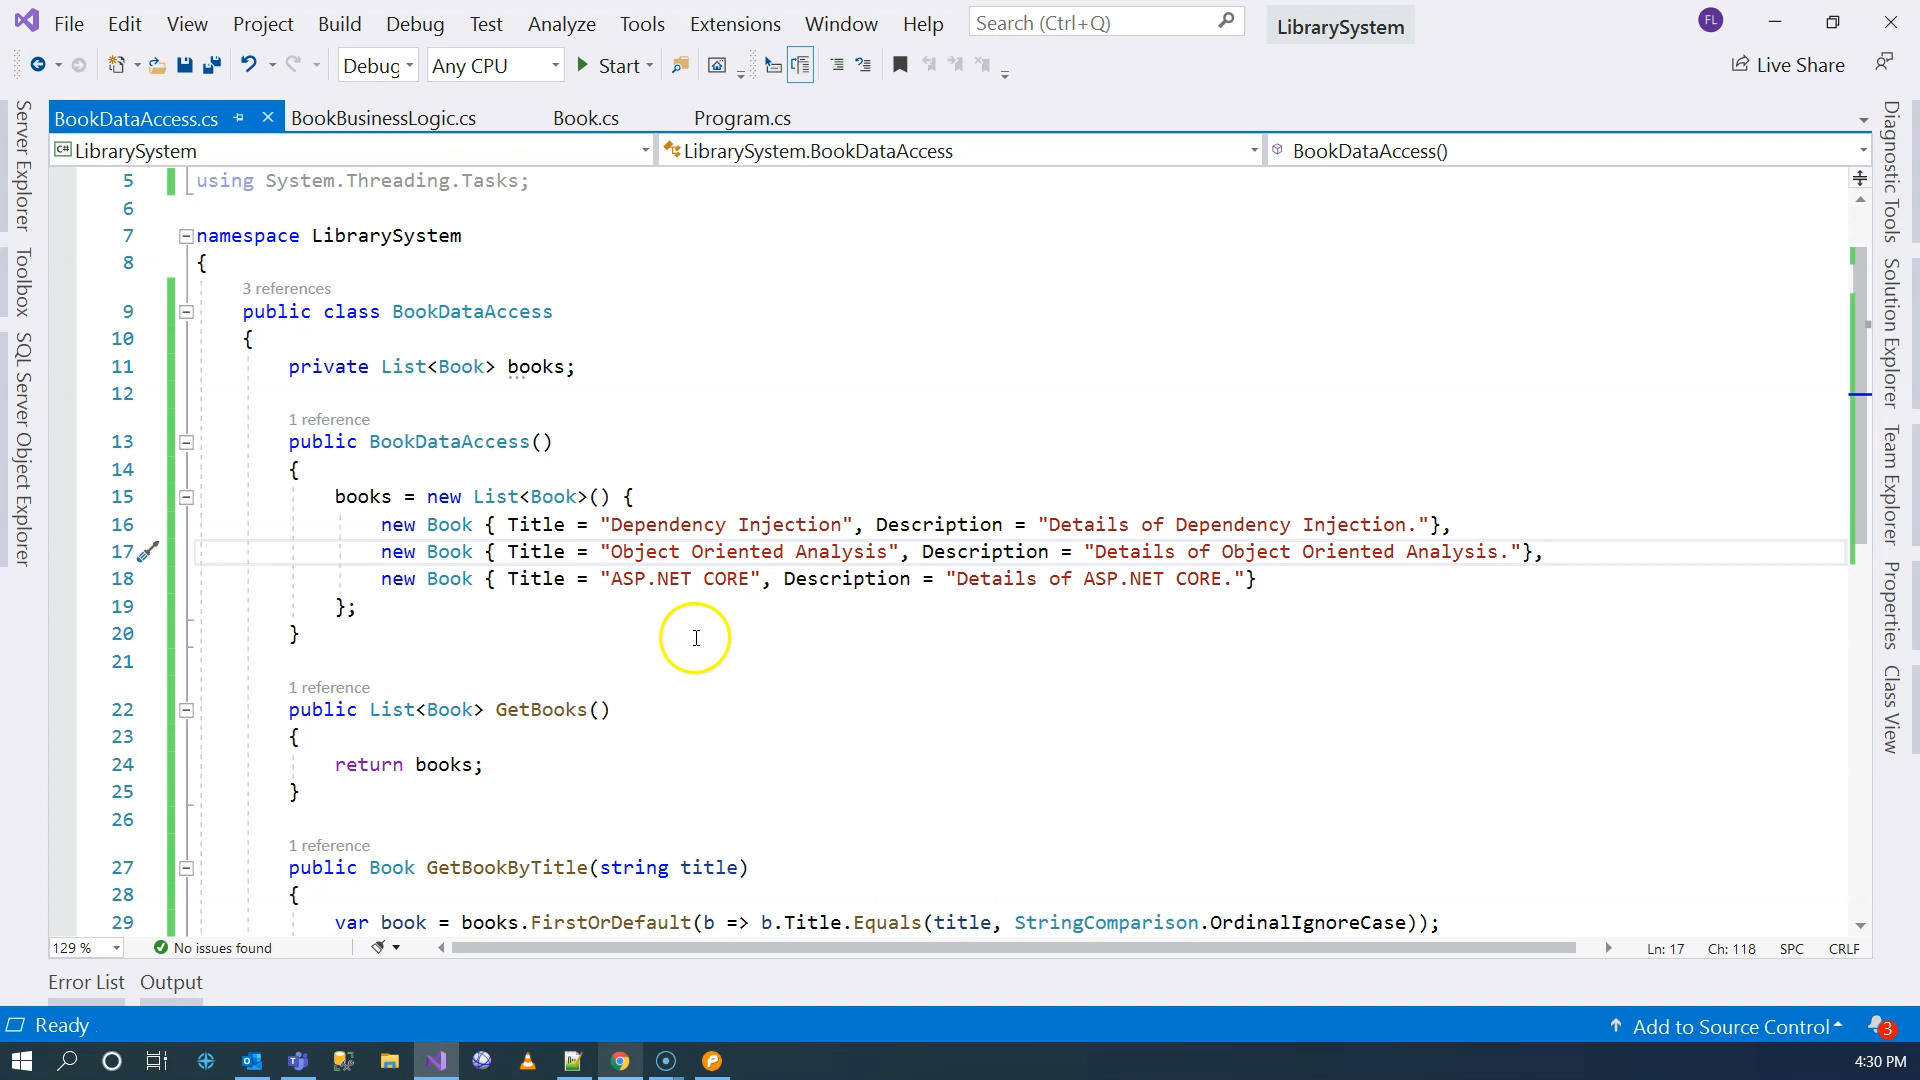 File Edit View Project Build Debug Test Analyze Tools Extensions Window Help Search (Ctrl+Q) LibrarySystem FL
Debug Any CPU Start Live Share
BookDataAccess.cs BookBusinessLogic.cs Book.cs Program.cs
C# LibrarySystem LibrarySystem.BookDataAccess BookDataAccess()
Server Explorer
Toolbox
SQL Server Object Explorer
5 using System.Threading.Tasks;
6
7 namespace LibrarySystem
8 {
3 references
9 public class BookDataAccess
10 {
11 private List<Book> books;
12
1 reference
13 public BookDataAccess()
14 {
15 books = new List<Book>() {
16 new Book { Title = "Dependency Injection", Description = "Details of Dependency Injection."},
17 new Book { Title = "Object Oriented Analysis", Description = "Details of Object Oriented Analysis."},
18 new Book { Title = "ASP.NET CORE", Description = "Details of ASP.NET CORE."}
19 };
20 }
21
1 reference
22 public List<Book> GetBooks()
23 {
24 return books;
25 }
26
1 reference
27 public Book GetBookByTitle(string title)
28 {
29 var book = books.FirstOrDefault(b => b.Title.Equals(title, StringComparison.OrdinalIgnoreCase));
Diagnostic Tools
Solution Explorer
Team Explorer
Properties
Class View
129 % No issues found Ln: 17 Ch: 118 SPC CRLF
Error List Output
Ready Add to Source Control 3
4:30 PM